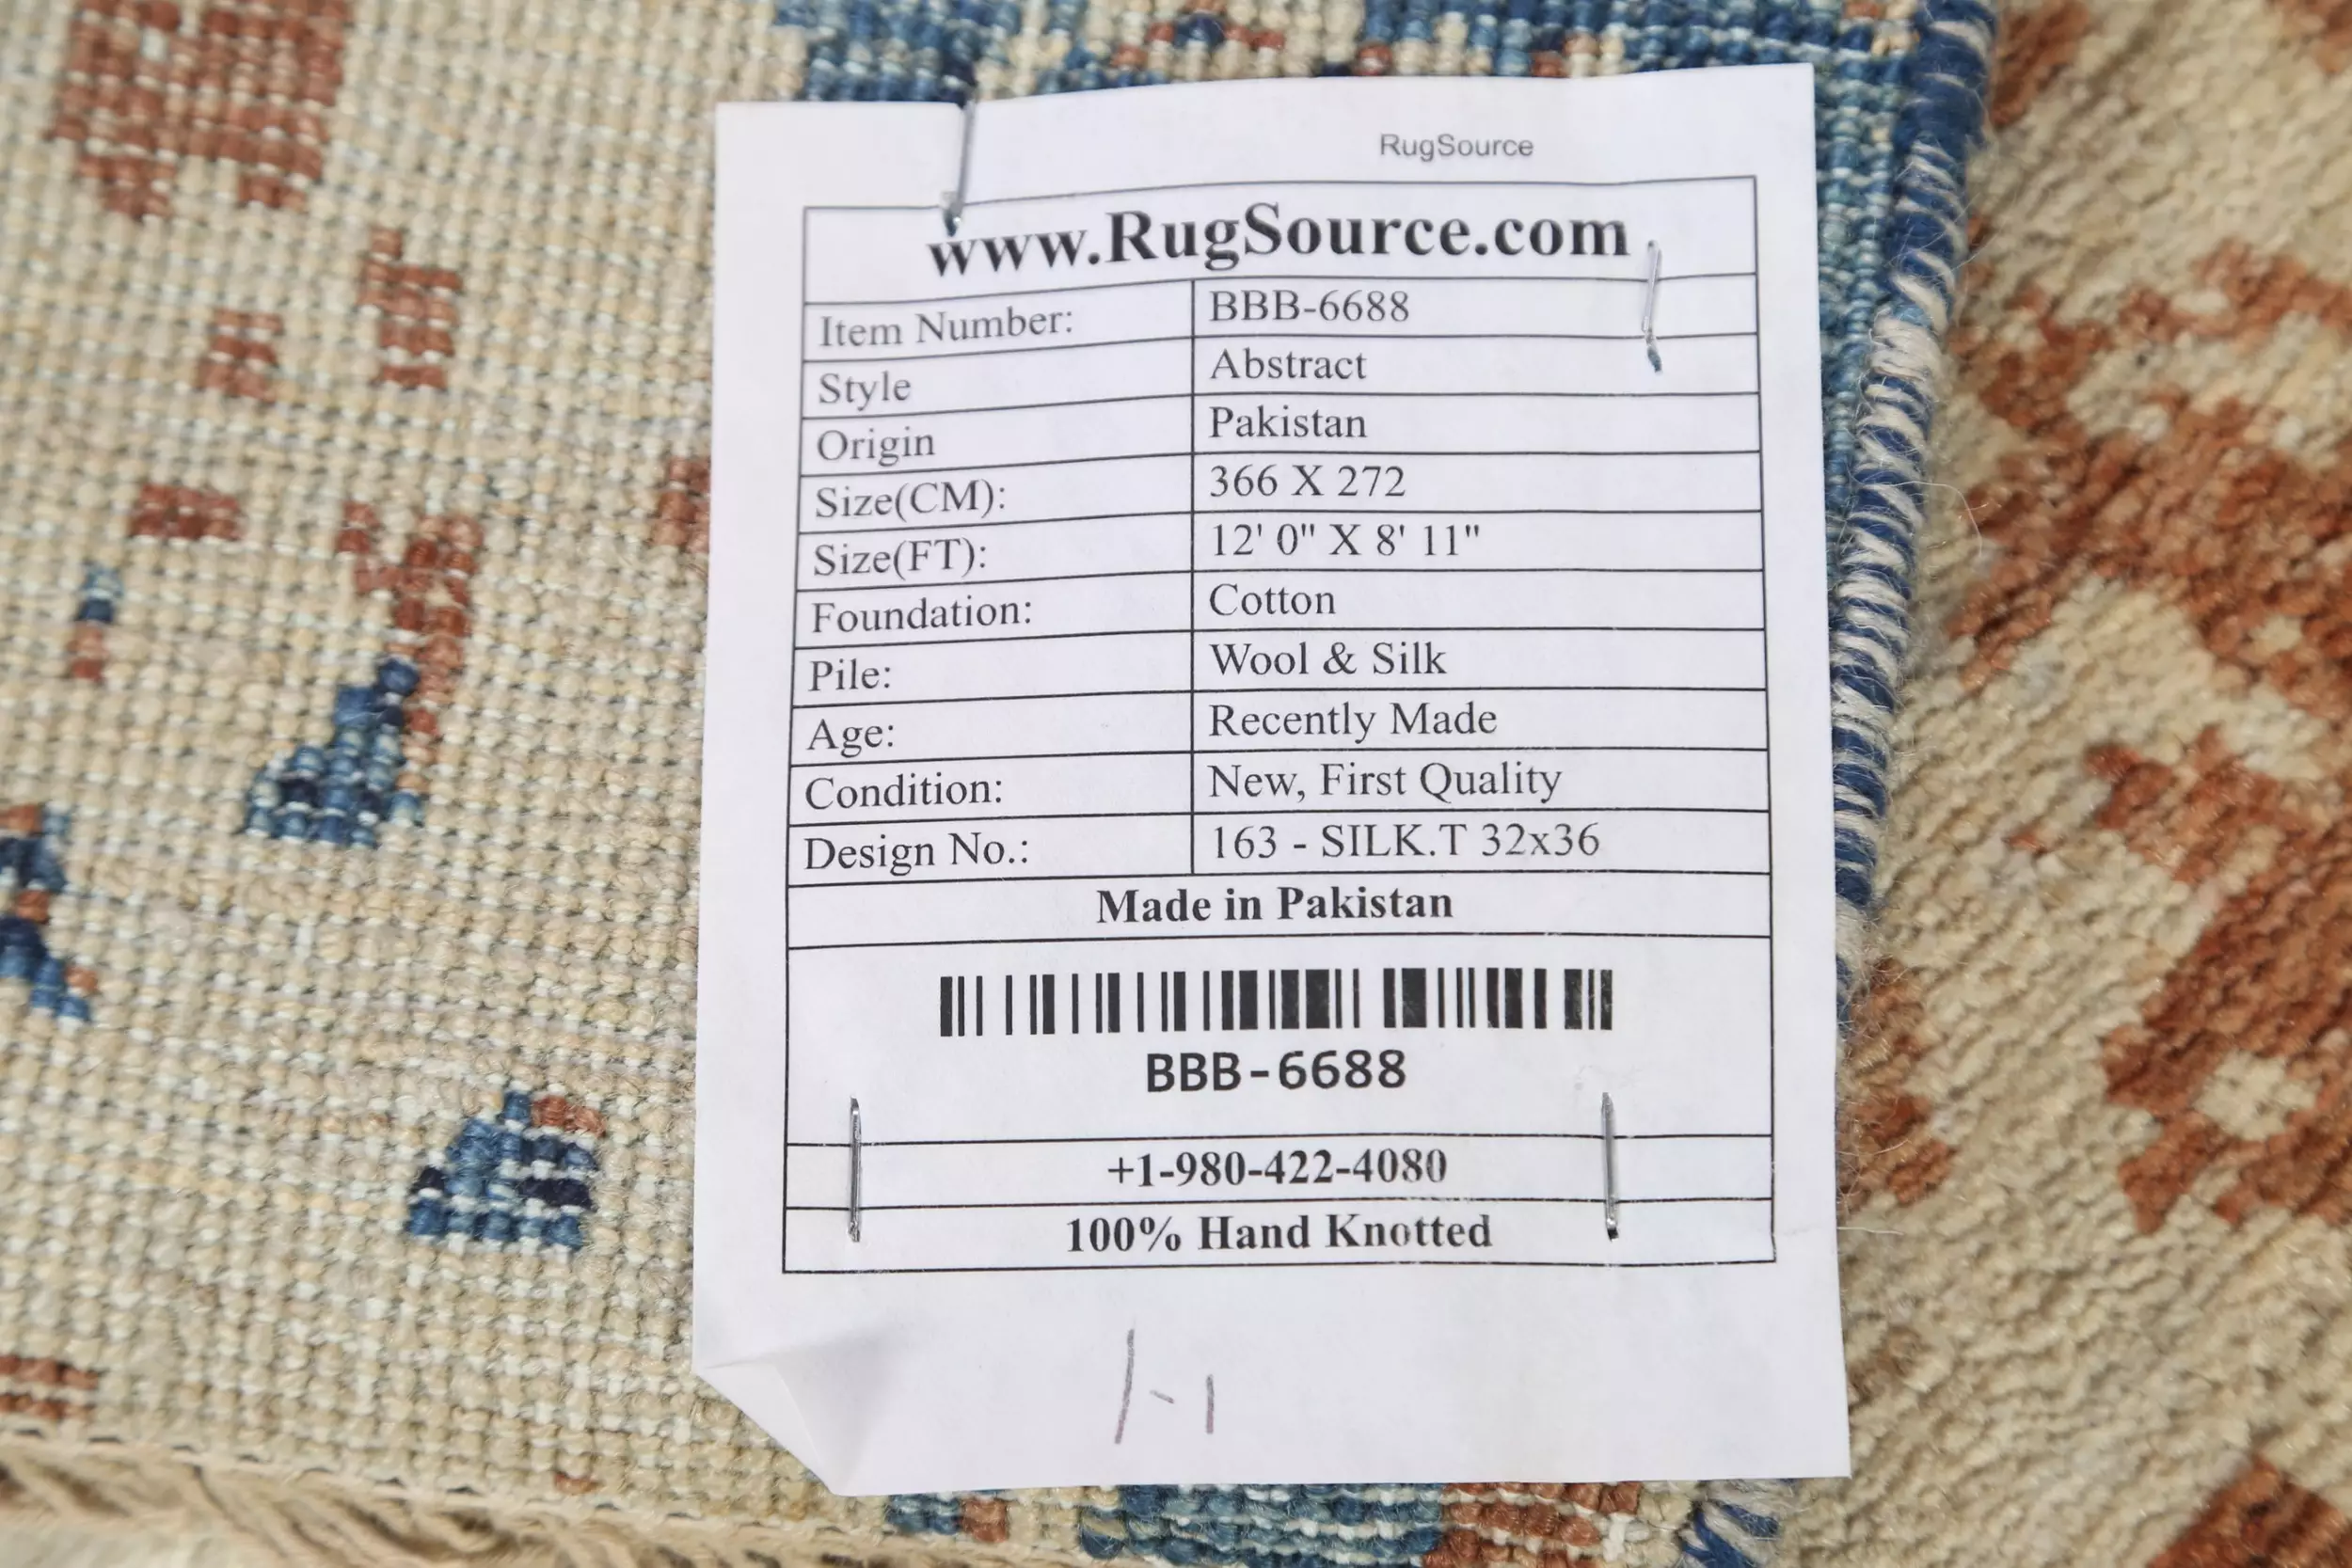 RugSource
www.RugSource.com
Item Number: BBB-6688
Style Abstract
Origin Pakistan
Size(CM): 366 X 272
Size(FT): 12' 0" X 8' 11"
Foundation: Cotton
Pile: Wool & Silk
Age: Recently Made
Condition: New, First Quality
Design No.: 163 - SILK.T 32x36
Made in Pakistan
BBB-6688
+1-980-422-4080
100% Hand Knotted
1-1